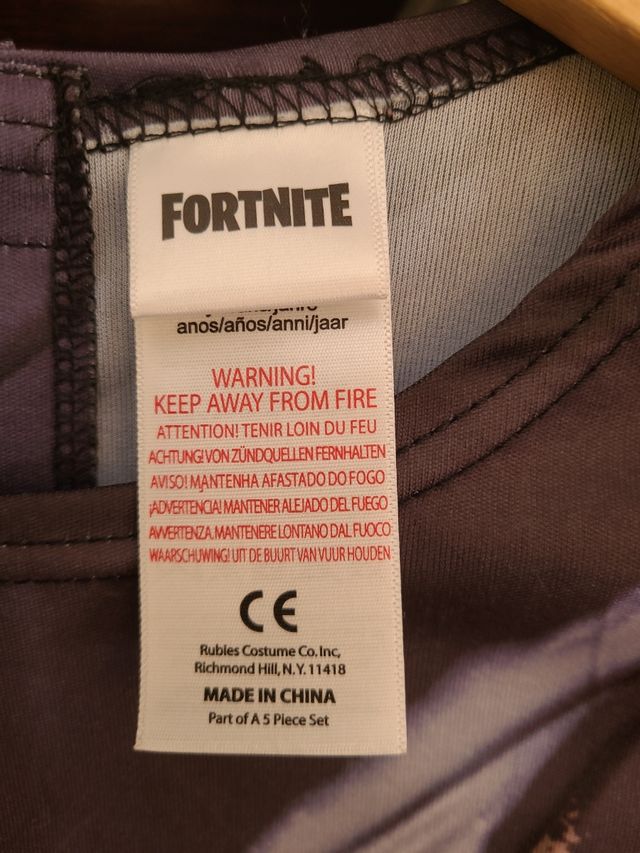 FORTNITE
anos/años/anni/jaar
WARNING!
KEEP AWAY FROM FIRE
ATTENTION! TENIR LOIN DU FEU
ACHTUNG! VON ZÜNDQUELLEN FERNHALTEN
AVISO! MANTENHA AFASTADO DO FOGO
¡ADVERTENCIA! MANTENER ALEJADO DEL FUEGO
AVVERTENZA. MANTENERE LONTANO DAL FUOCO
WAARSCHUWING! UIT DE BUURT VAN VUUR HOUDEN
CE
Rubies Costume Co. Inc,
Richmond Hill, N.Y. 11418
MADE IN CHINA
Part of A 5 Piece Set